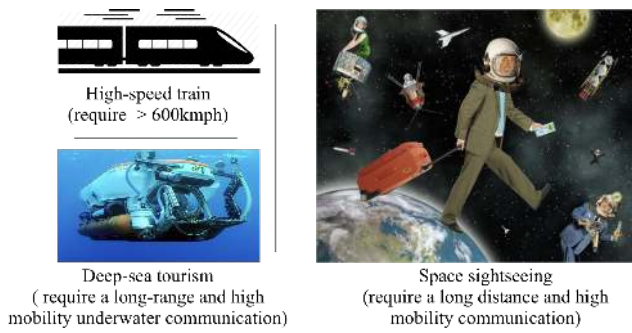 High-speed train
(require > 600kmph)
Deep-sea tourism
( require a long-range and high
mobility underwater communication)
Space sightseeing
(require a long distance and high
mobility communication)